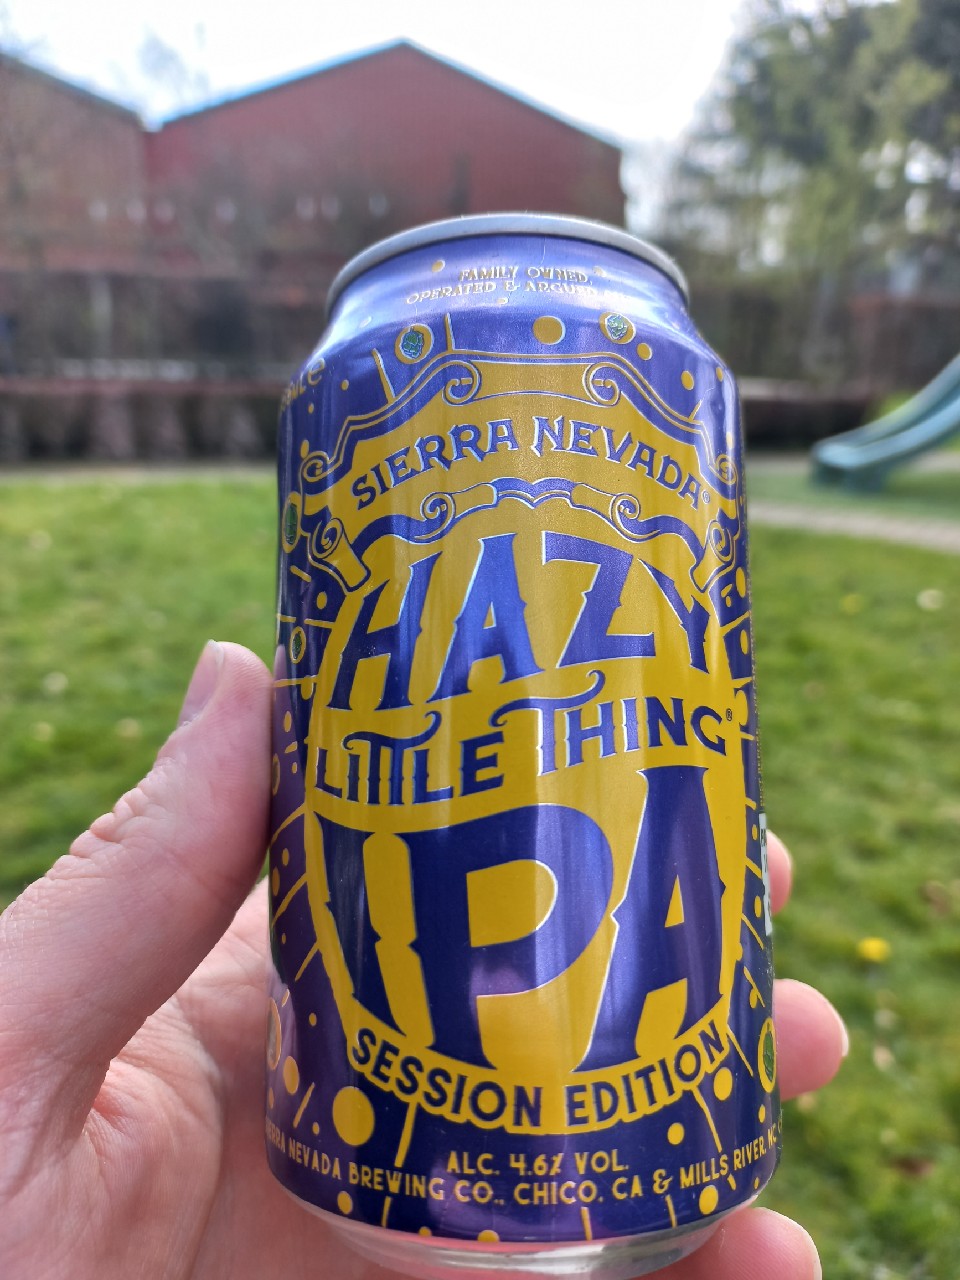 FAMILY OWNED,
OPERATED & ARGUED
SIERRA NEVADA®
HAZY
LITTLE THING®
IPA
SESSION EDITION
ALC. 4.6% VOL.
SIERRA NEVADA BREWING CO., CHICO, CA & MILLS RIVER, NC